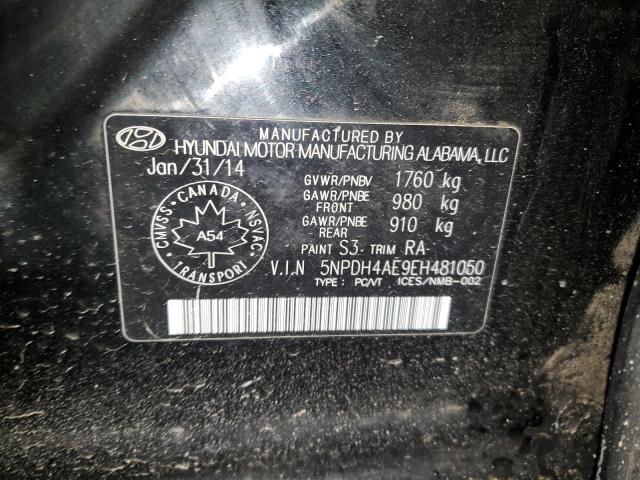 MANUFACTURED BY
HYUNDAI MOTOR MANUFACTURING ALABAMA, LLC
Jan/31/14
GVWR/PNBV 1760 kg
GAWR/PNBE FRONT 980 kg
GAWR/PNBE REAR 910 kg
PAINT S3- TRIM RA-
CANADA
CMVSS NSVAC
A54
TRANSPORT
V.I.N 5NPDH4AE9EH481050
TYPE : PC/VT ICES/NMB-002